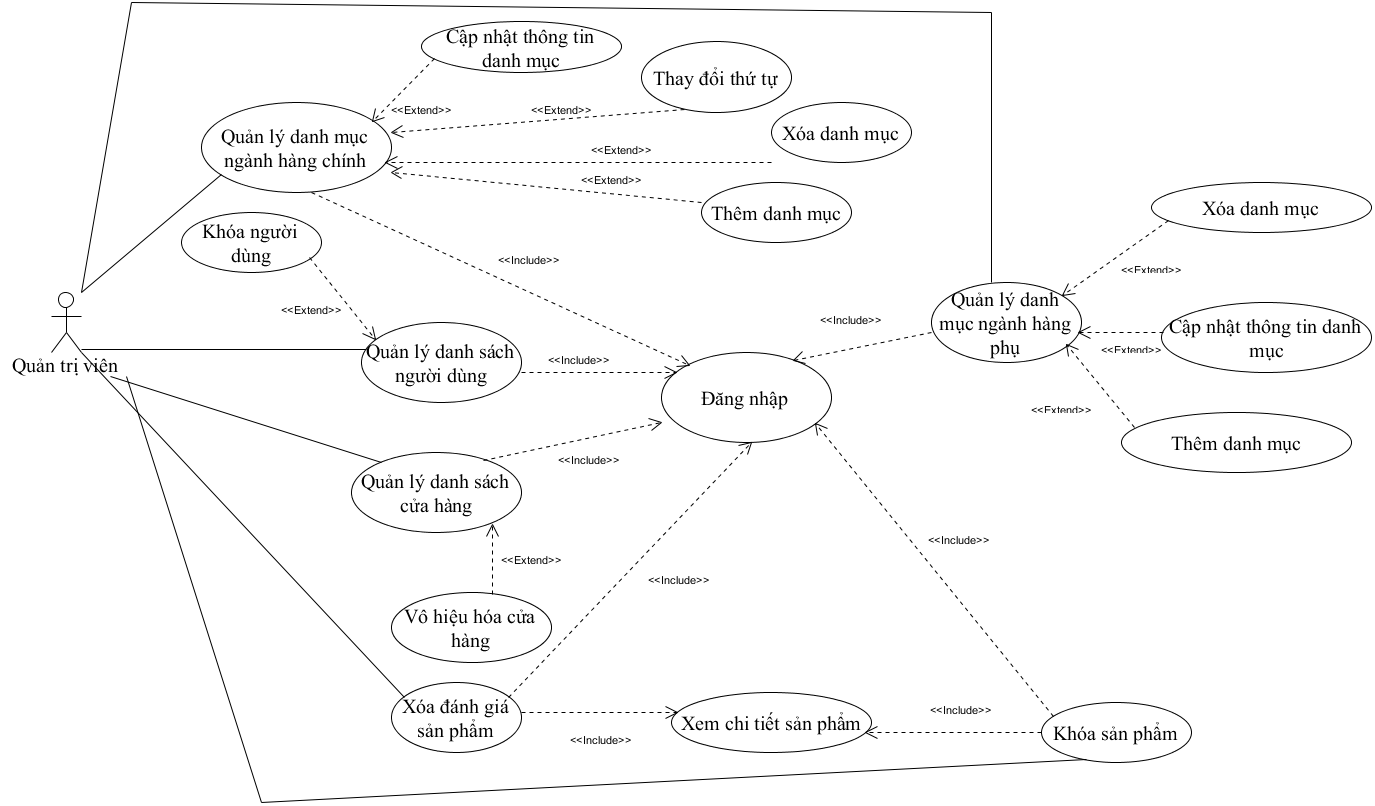 Cập nhật thông tin
danh mục
Thay đổi thứ tự
<<Extend>>
<<Extend>>
Quản lý danh mục
ngành hàng chính
Xóa danh mục
<<Extend>>
<<Extend>>
Thêm danh mục
Xóa danh mục
Khóa người
dùng
<<Include>>
<<Extend>>
<<Extend>>
Quản lý danh
mục ngành hàng
phụ
<<Include>>
Cập nhật thông tin danh
mục
<<Extend>>
Quản trị viên
Quản lý danh sách
người dùng
<<Include>>
Đăng nhập
<<Extend>>
Thêm danh mục
<<Include>>
Quản lý danh sách
cửa hàng
<<Include>>
<<Extend>>
<<Include>>
Vô hiệu hóa cửa
hàng
Xóa đánh giá
sản phẩm
<<Include>>
Xem chi tiết sản phẩm
<<Include>>
Khóa sản phẩm